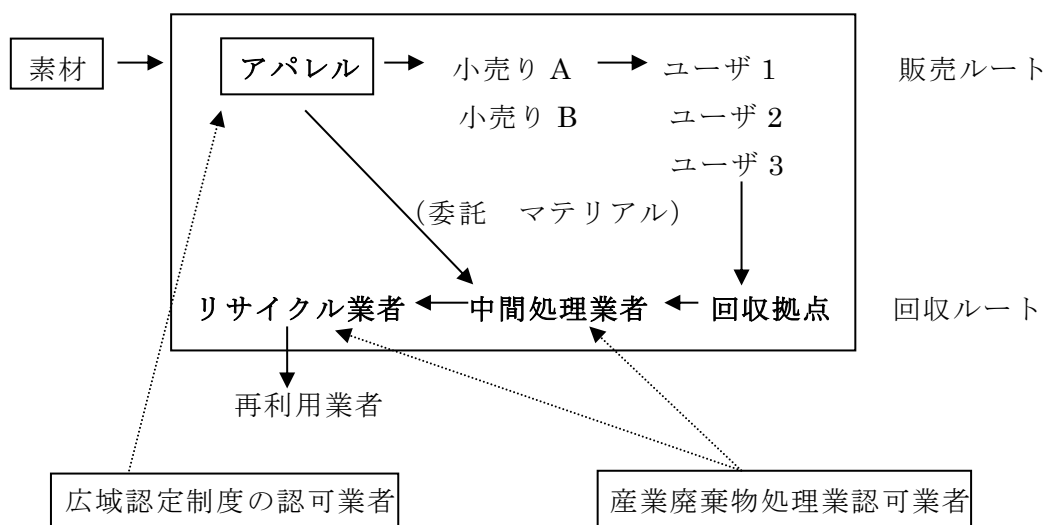 素材 アパレル 小売り A ユーザ 1 販売ルート
小売り B ユーザ 2
ユーザ 3
(委託 マテリアル)
リサイクル業者 中間処理業者 回収拠点 回収ルート
再利用業者
広域認定制度の認可業者 産業廃棄物処理業認可業者